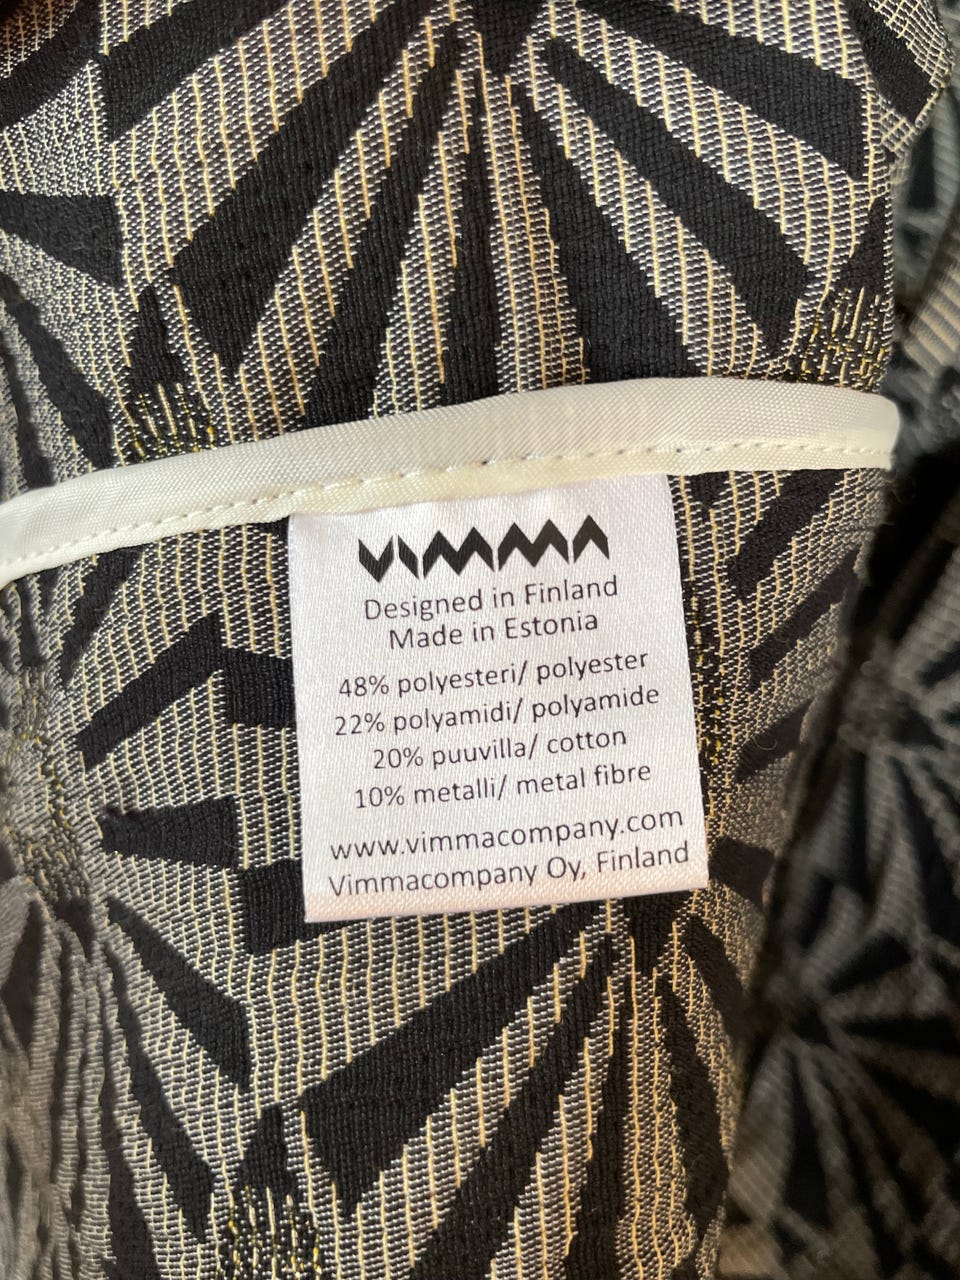 VIMMA
Designed in Finland
Made in Estonia
48% polyesteri/ polyester
22% polyamidi/ polyamide
20% puuvilla/ cotton
10% metalli/ metal fibre
www.vimmacompany.com
Vimmacompany Oy, Finland